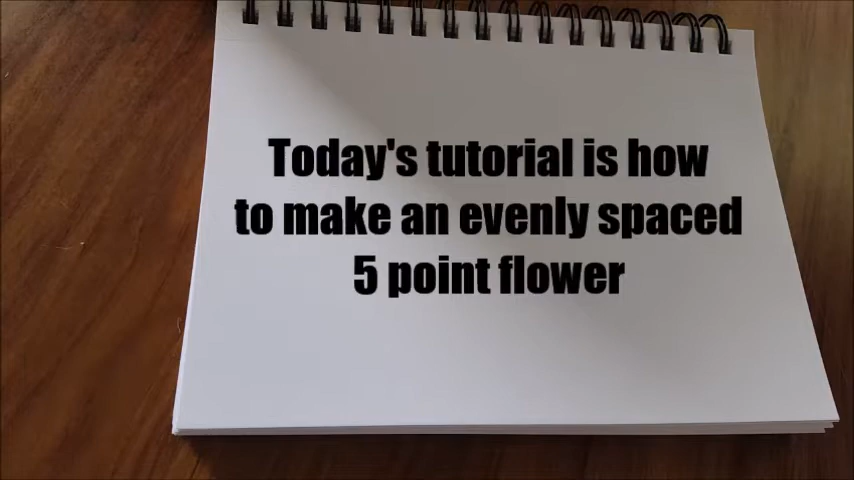 Today's tutorial is how
to make an evenly spaced
5 point flower